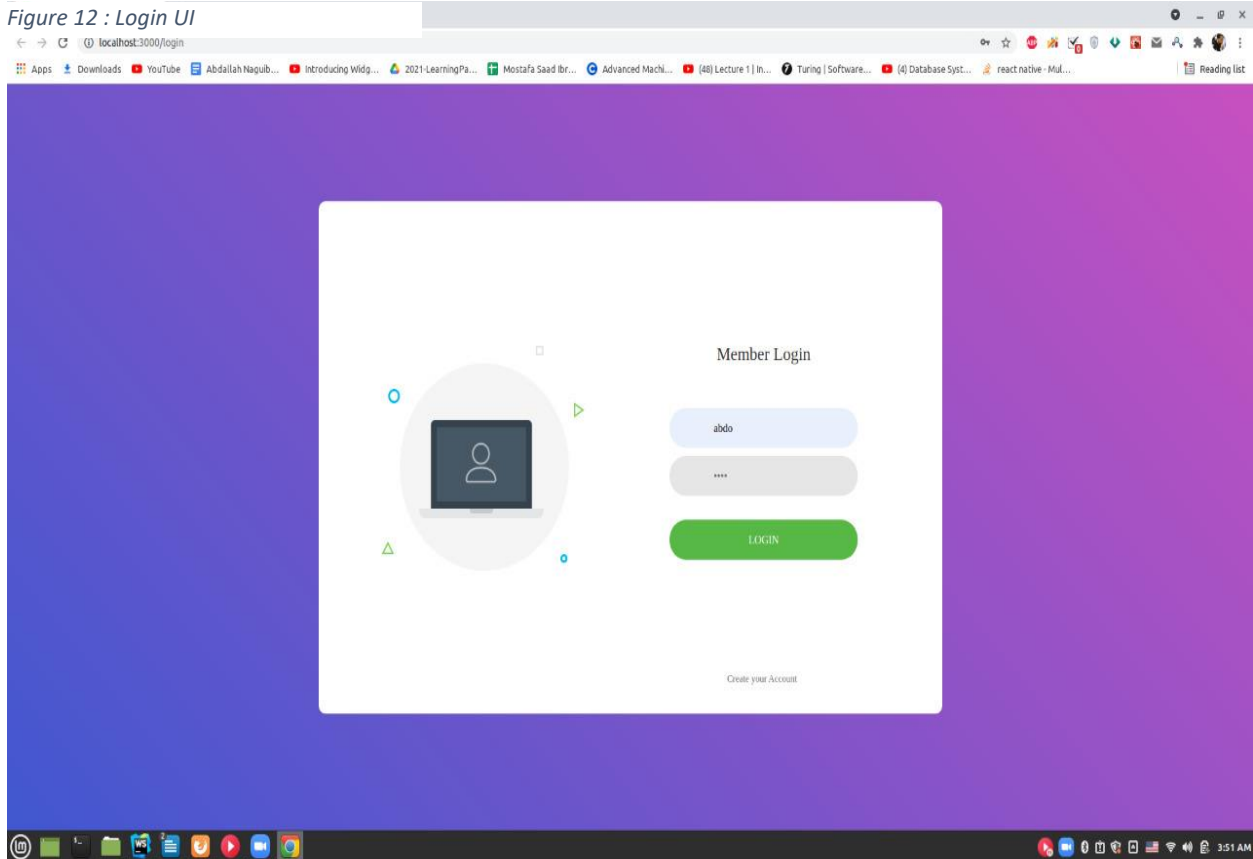 Figure 12 : Login UI
localhost:3000/login
Apps Downloads YouTube Abdallah Naguib... Introducing Widg... 2021-LearningPa... Mostafa Saad Ibr... Advanced Machi... (48) Lecture 1 | In... Turing | Software... (4) Database Syst... react native - Mul... Reading list
Member Login
abdo
••••
LOGIN
Create your Account
3:51 AM